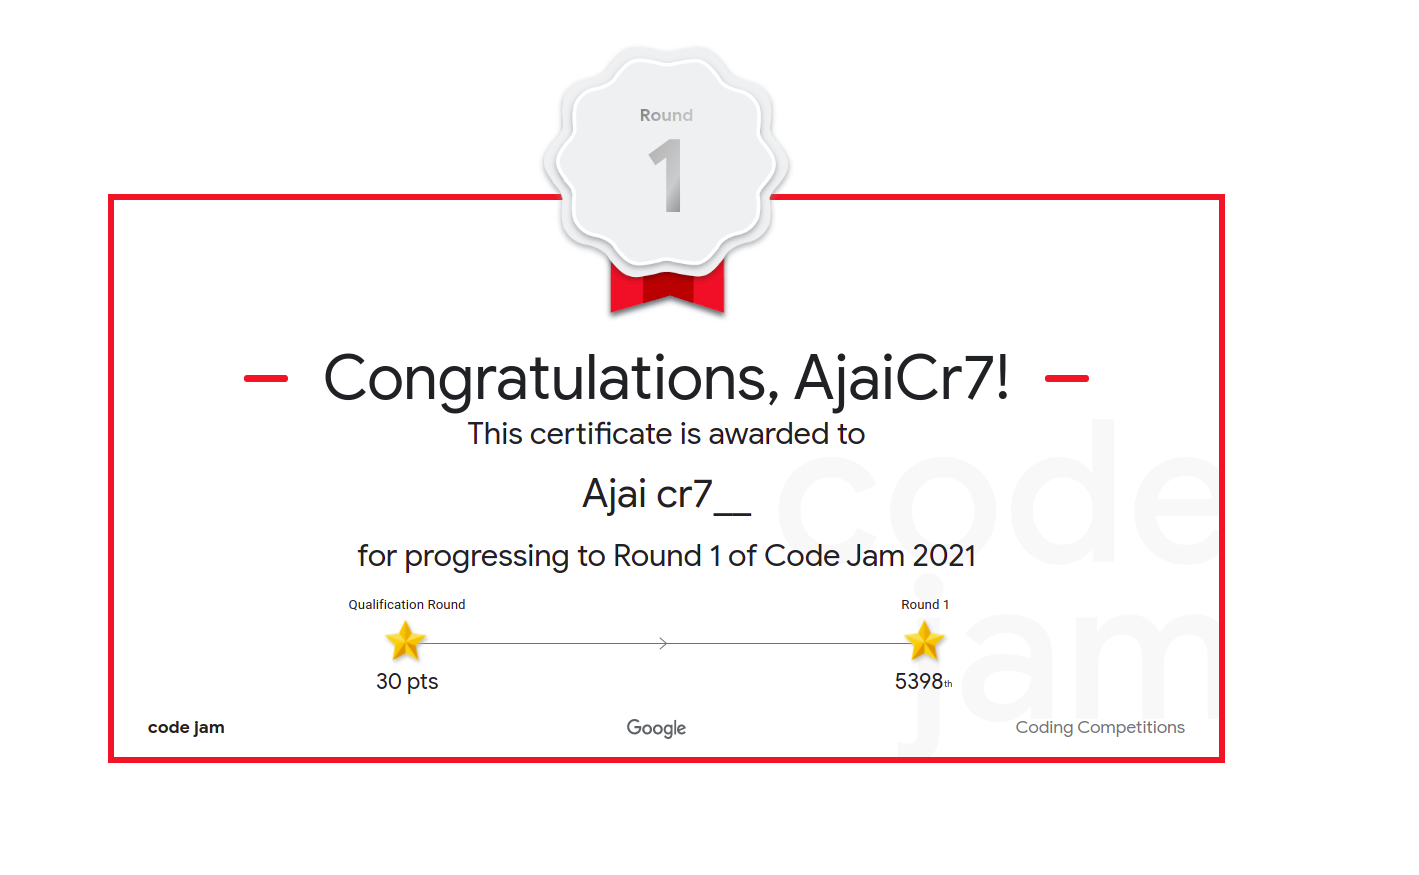 Round
1
Congratulations, AjaiCr7!
This certificate is awarded to
Ajai cr7__
for progressing to Round 1 of Code Jam 2021
Qualification Round
Round 1
30 pts
5398th
code jam
Google
Coding Competitions
code
jam